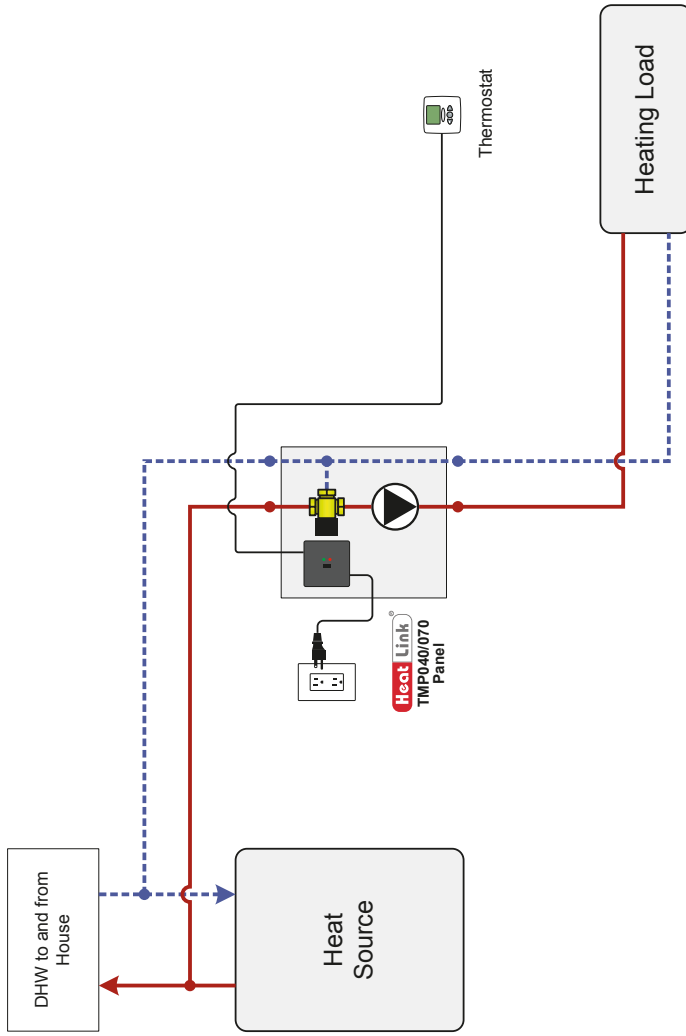 DHW to and from
House
Heat
Source
Heat Link®
TMP040/070
Panel
Thermostat
Heating Load